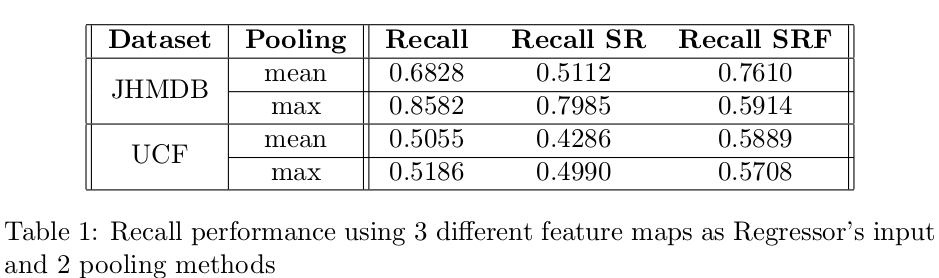 Dataset Pooling Recall Recall SR Recall SRF
JHMDB mean 0.6828 0.5112 0.7610
max 0.8582 0.7985 0.5914
UCF mean 0.5055 0.4286 0.5889
max 0.5186 0.4990 0.5708
Table 1: Recall performance using 3 different feature maps as Regressor's input
and 2 pooling methods